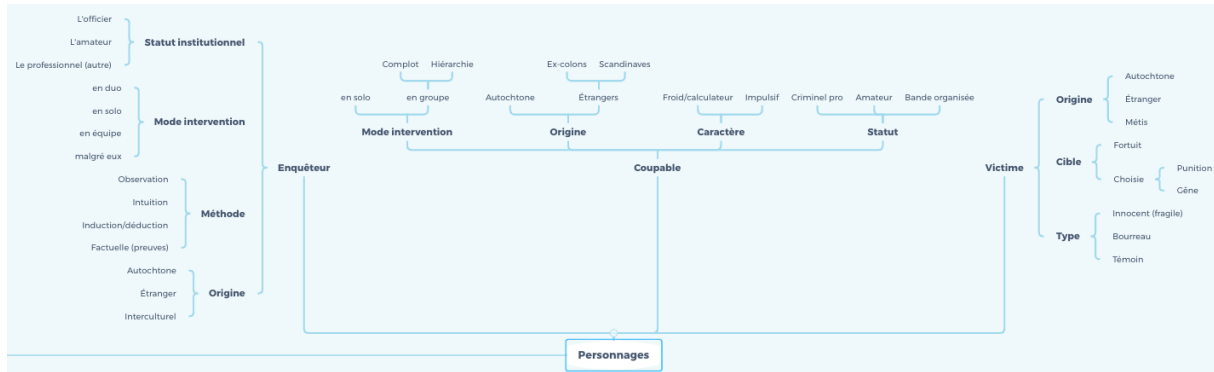 L'officier
L'amateur
Le professionnel (autre)
Statut institutionnel
en duo
en solo
en équipe
malgré eux
Mode intervention
Observation
Intuition
Induction/déduction
Factuelle (preuves)
Méthode
Autochtone
Étranger
Interculturel
Origine
Enquêteur
Complot Hiérarchie
en solo en groupe
Mode intervention
Ex-colons Scandinaves
Autochtone Étrangers
Origine
Froid/calculateur Impulsif
Caractère
Criminel pro Amateur Bande organisée
Statut
Coupable
Victime
Origine
Autochtone
Étranger
Métis
Cible
Fortuit
Choisie
Punition
Gêne
Type
Innocent (fragile)
Bourreau
Témoin
Personnages